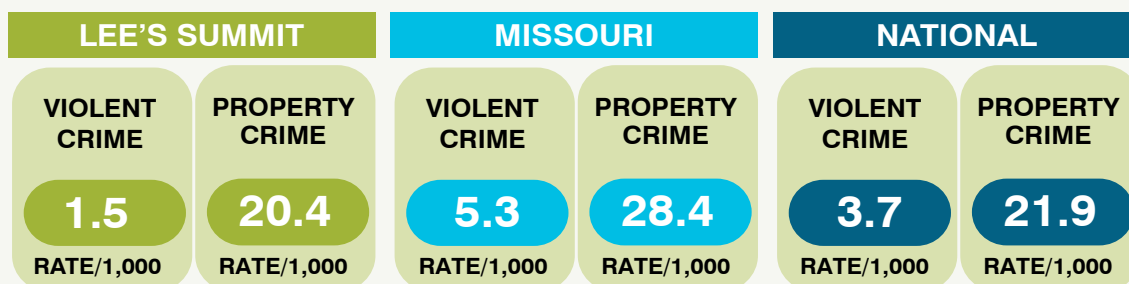 LEE'S SUMMIT
VIOLENT
CRIME
1.5
RATE/1,000
PROPERTY
CRIME
20.4
RATE/1,000
MISSOURI
VIOLENT
CRIME
5.3
RATE/1,000
PROPERTY
CRIME
28.4
RATE/1,000
NATIONAL
VIOLENT
CRIME
3.7
RATE/1,000
PROPERTY
CRIME
21.9
RATE/1,000